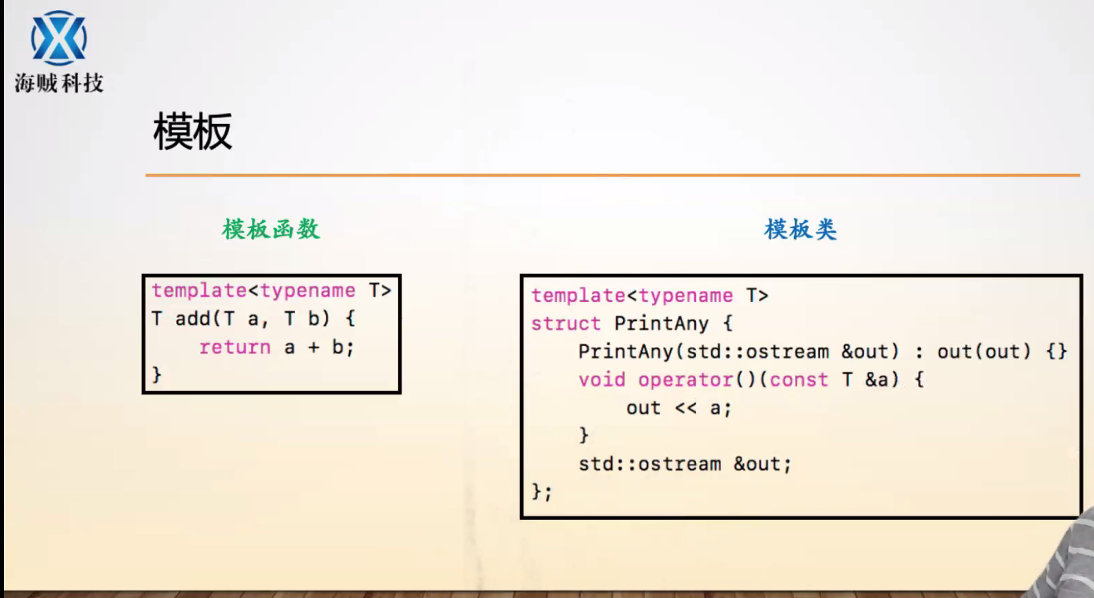 海贼科技
模板
模板函数
template<typename T>
T add(T a, T b) {
    return a + b;
}
模板类
template<typename T>
struct PrintAny {
    PrintAny(std::ostream &out) : out(out) {}
    void operator()(const T &a) {
        out << a;
    }
    std::ostream &out;
};